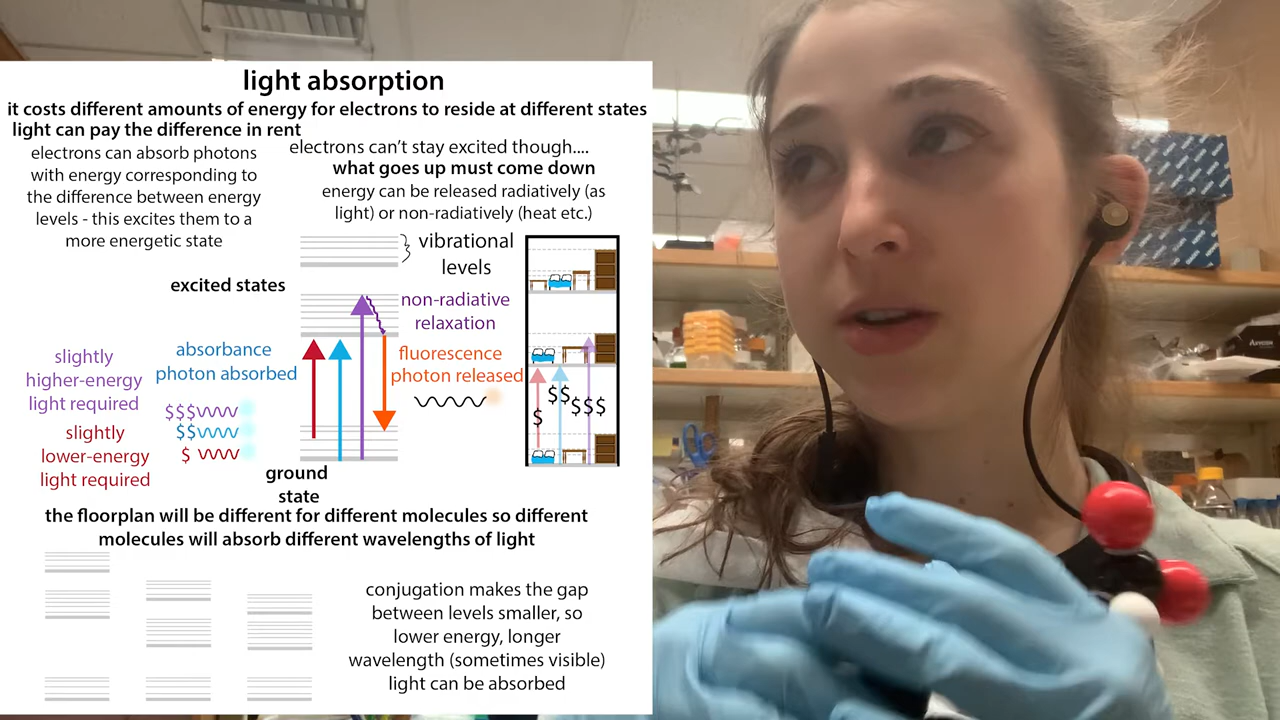 light absorption
it costs different amounts of energy for electrons to reside at different states
light can pay the difference in rent
electrons can absorb photons
with energy corresponding to
the difference between energy
levels - this excites them to a
more energetic state
electrons can't stay excited though....
what goes up must come down
energy can be released radiatively (as
light) or non-radiatively (heat etc.)
vibrational
levels
excited states
non-radiative
relaxation
slightly
higher-energy
light required
absorbance
photon absorbed
fluorescence
photon released
$$$
$$
$
slightly
lower-energy
light required
$
$$
$$$
ground
state
the floorplan will be different for different molecules so different
molecules will absorb different wavelengths of light
conjugation makes the gap
between levels smaller, so
lower energy, longer
wavelength (sometimes visible)
light can be absorbed
AXYGEN